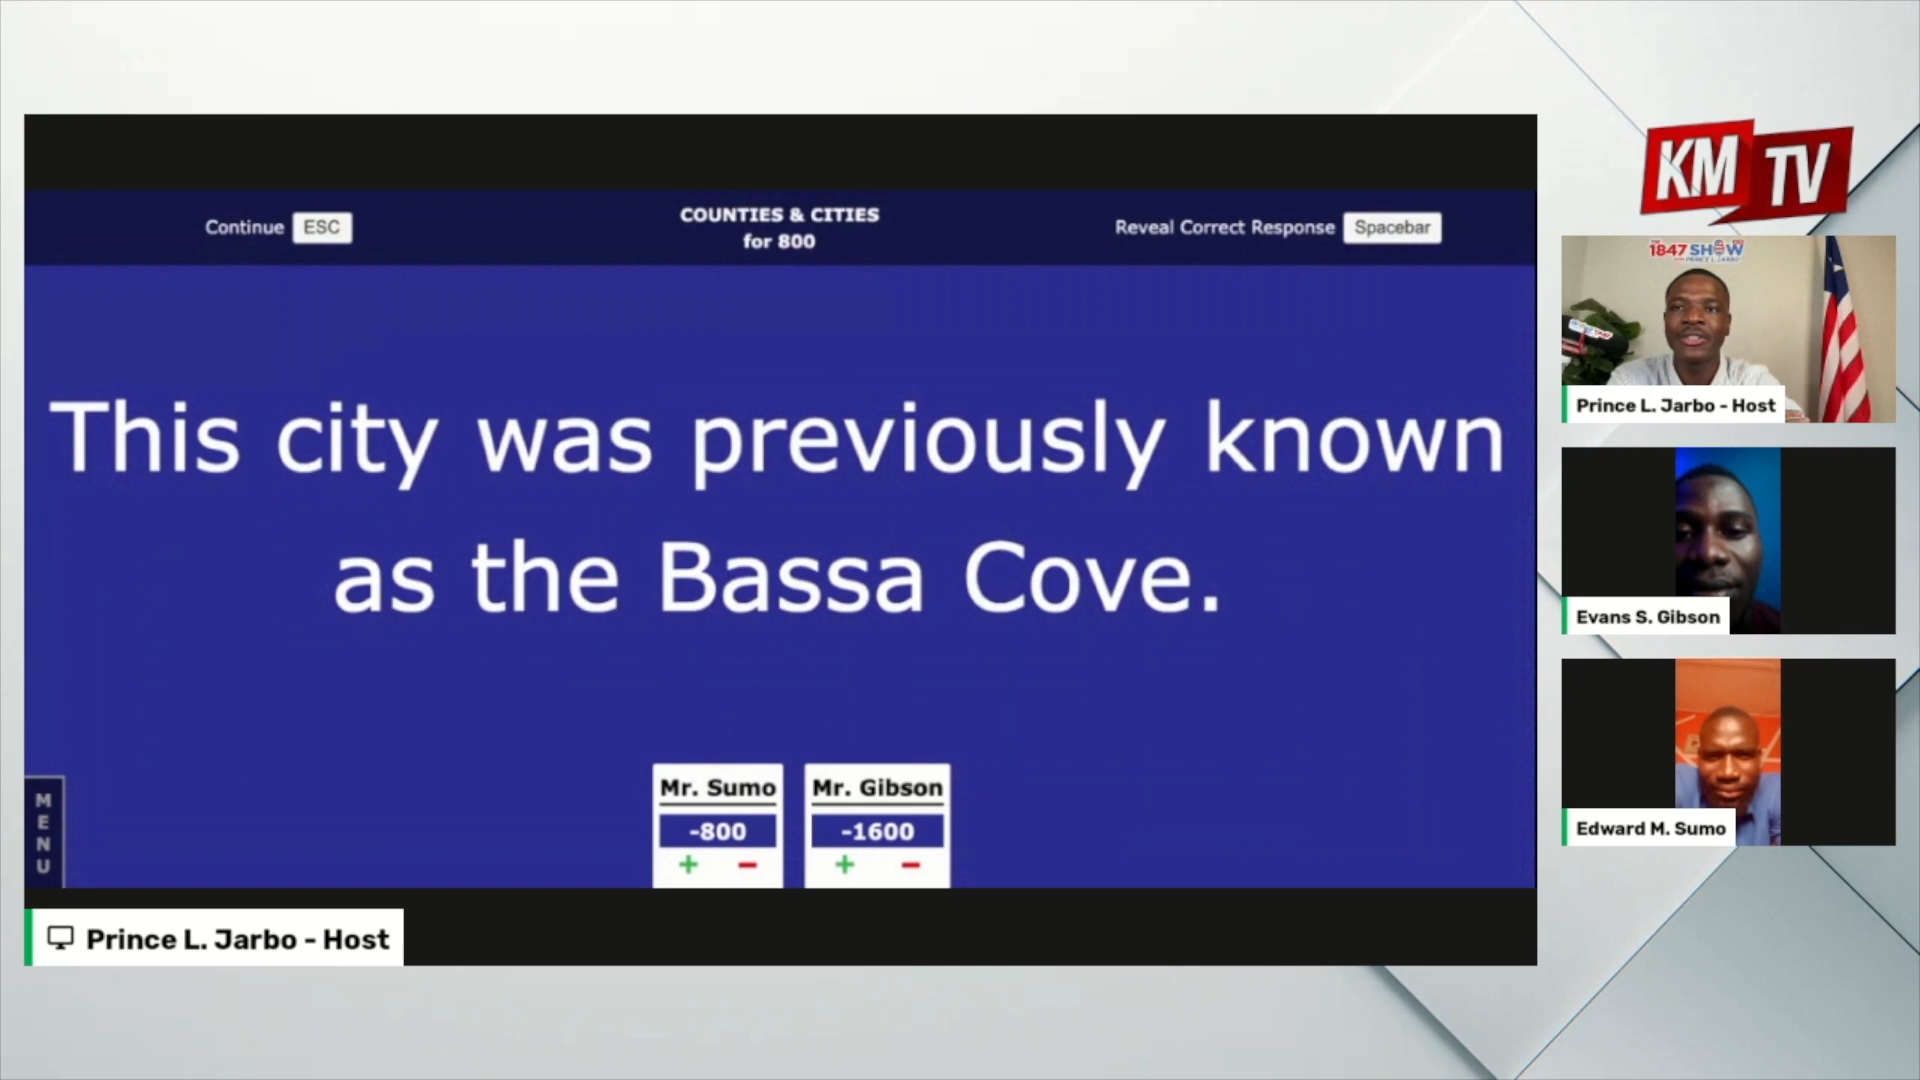 Continue ESC
COUNTIES & CITIES
for 800
Reveal Correct Response Spacebar
This city was previously known
as the Bassa Cove.
MENU
Mr. Sumo
-800
+ −
Mr. Gibson
-1600
+ −
Prince L. Jarbo - Host
KM TV
1847 SHOW
Prince L. Jarbo - Host
Evans S. Gibson
Edward M. Sumo